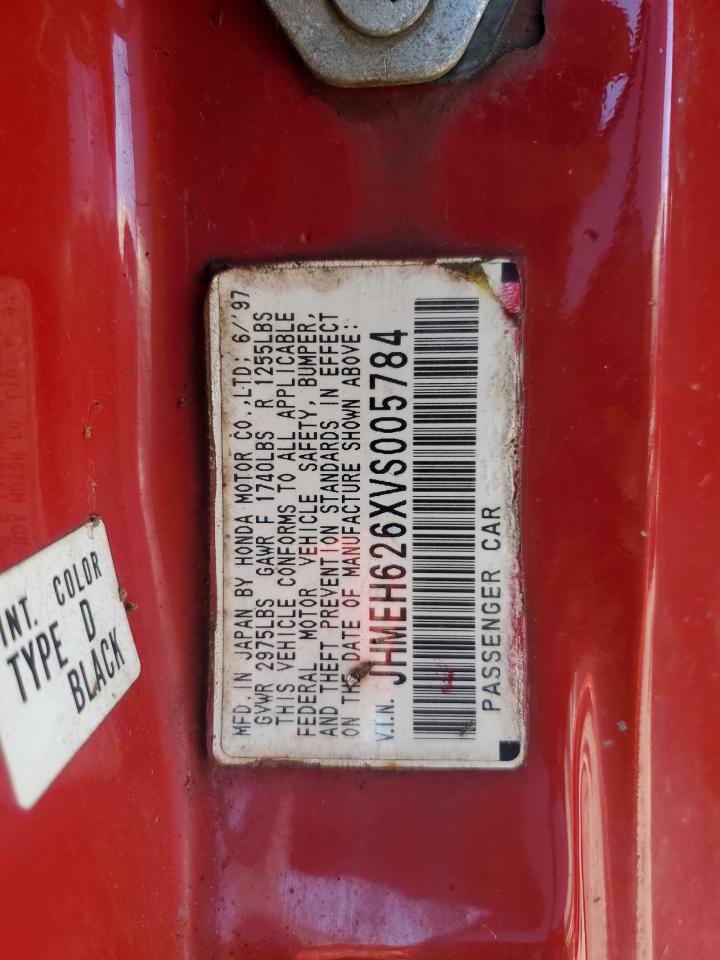 MFD. IN JAPAN BY HONDA MOTOR CO.,LTD; 6/'97
GVWR 2975LBS GAWR F 1740LBS R 1255LBS
THIS VEHICLE CONFORMS TO ALL APPLICABLE
FEDERAL MOTOR VEHICLE SAFETY, BUMPER,
AND THEFT PREVENTION STANDARDS IN EFFECT
ON THE DATE OF MANUFACTURE SHOWN ABOVE:
V.I.N. JHMEH626XVS005784
PASSENGER CAR
INT. COLOR
TYPE D
BLACK